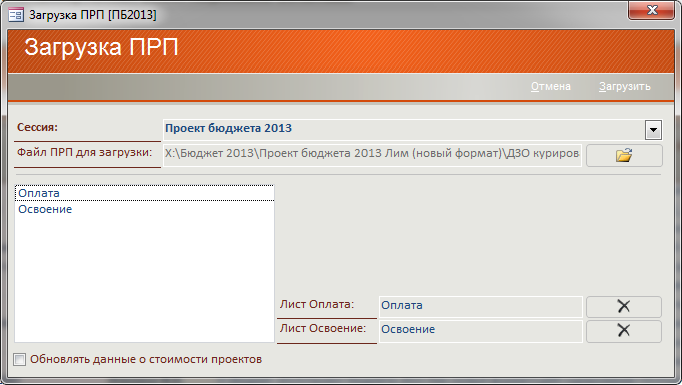 Загрузка ПРП [ПБ2013]
Загрузка ПРП
Отмена Загрузить
Сессия: Проект бюджета 2013
Файл ПРП для загрузки: X:\Бюджет 2013\Проект бюджета 2013 Лим (новый формат)\ДЗО куриров
Оплата
Освоение
Лист Оплата: Оплата
Лист Освоение: Освоение
Обновлять данные о стоимости проектов